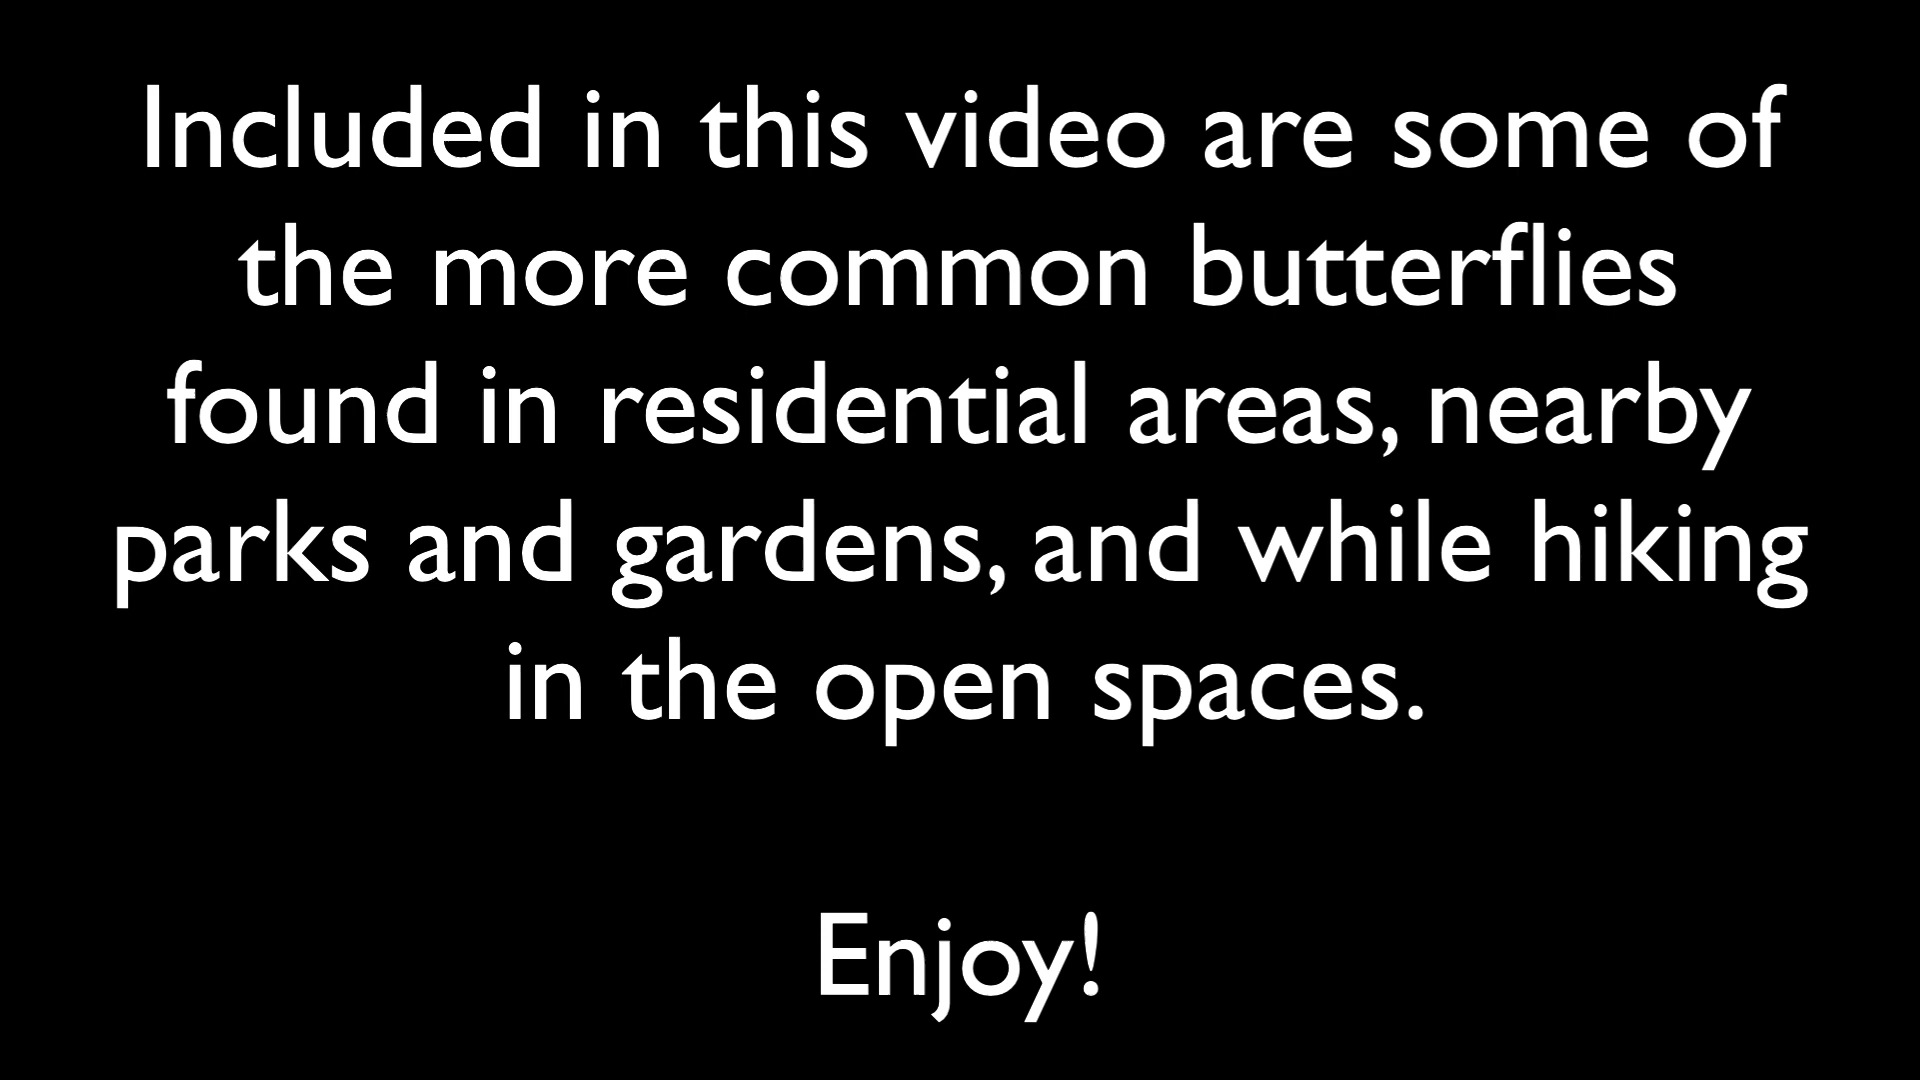 Included in this video are some of
the more common butterflies
found in residential areas, nearby
parks and gardens, and while hiking
in the open spaces.
Enjoy!